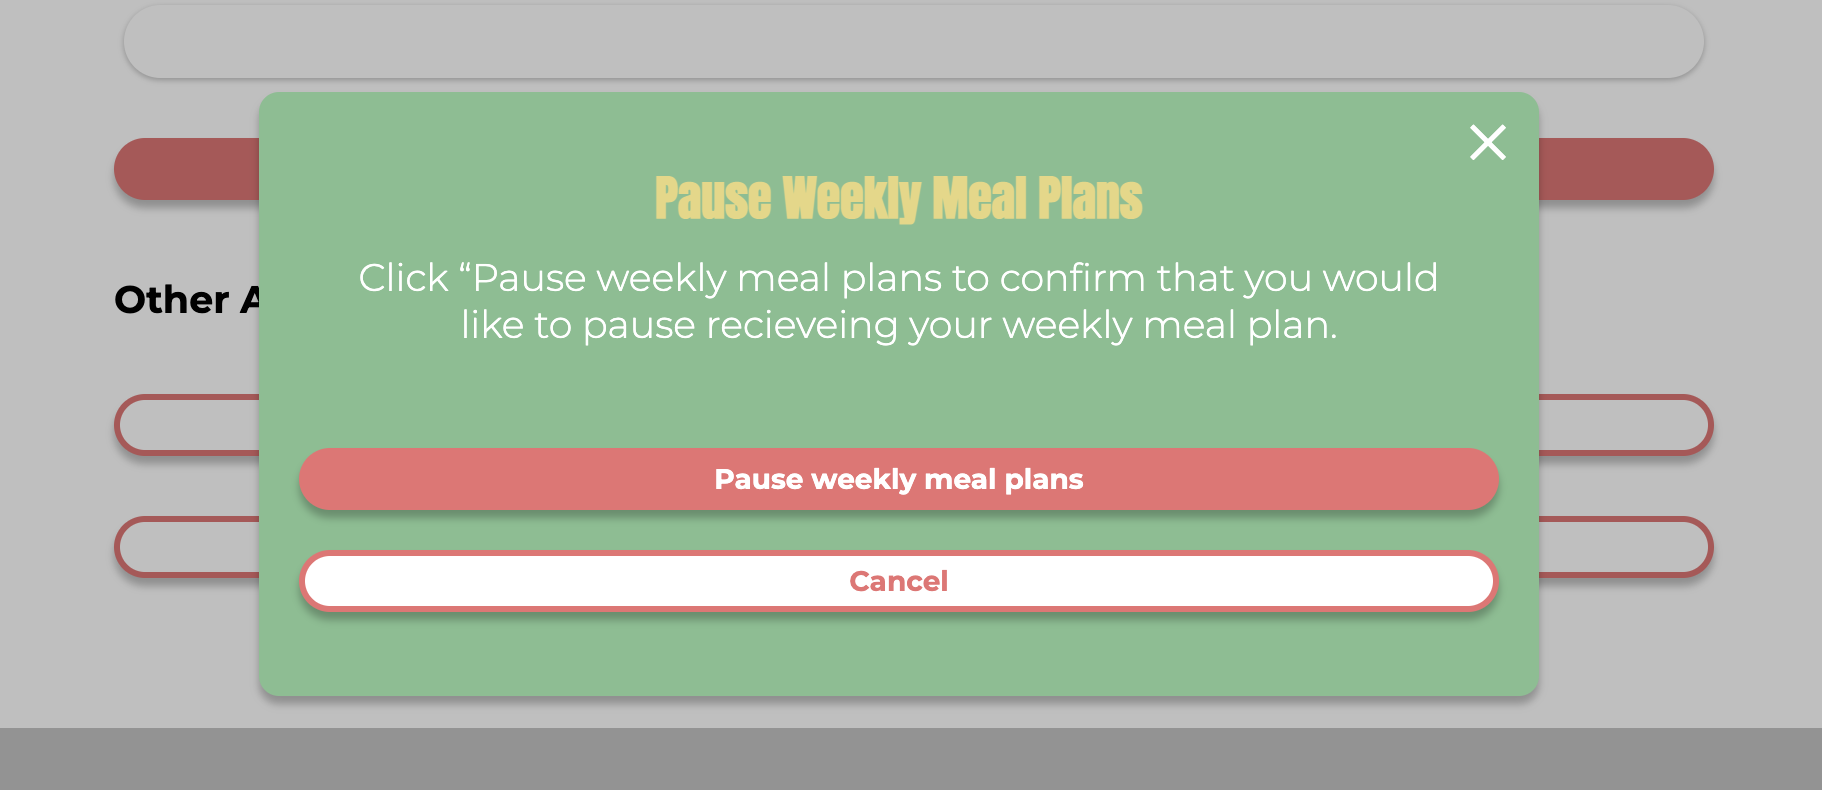 Pause Weekly Meal Plans
Click “Pause weekly meal plans to confirm that you would
like to pause recieveing your weekly meal plan.
Other A
Pause weekly meal plans
Cancel